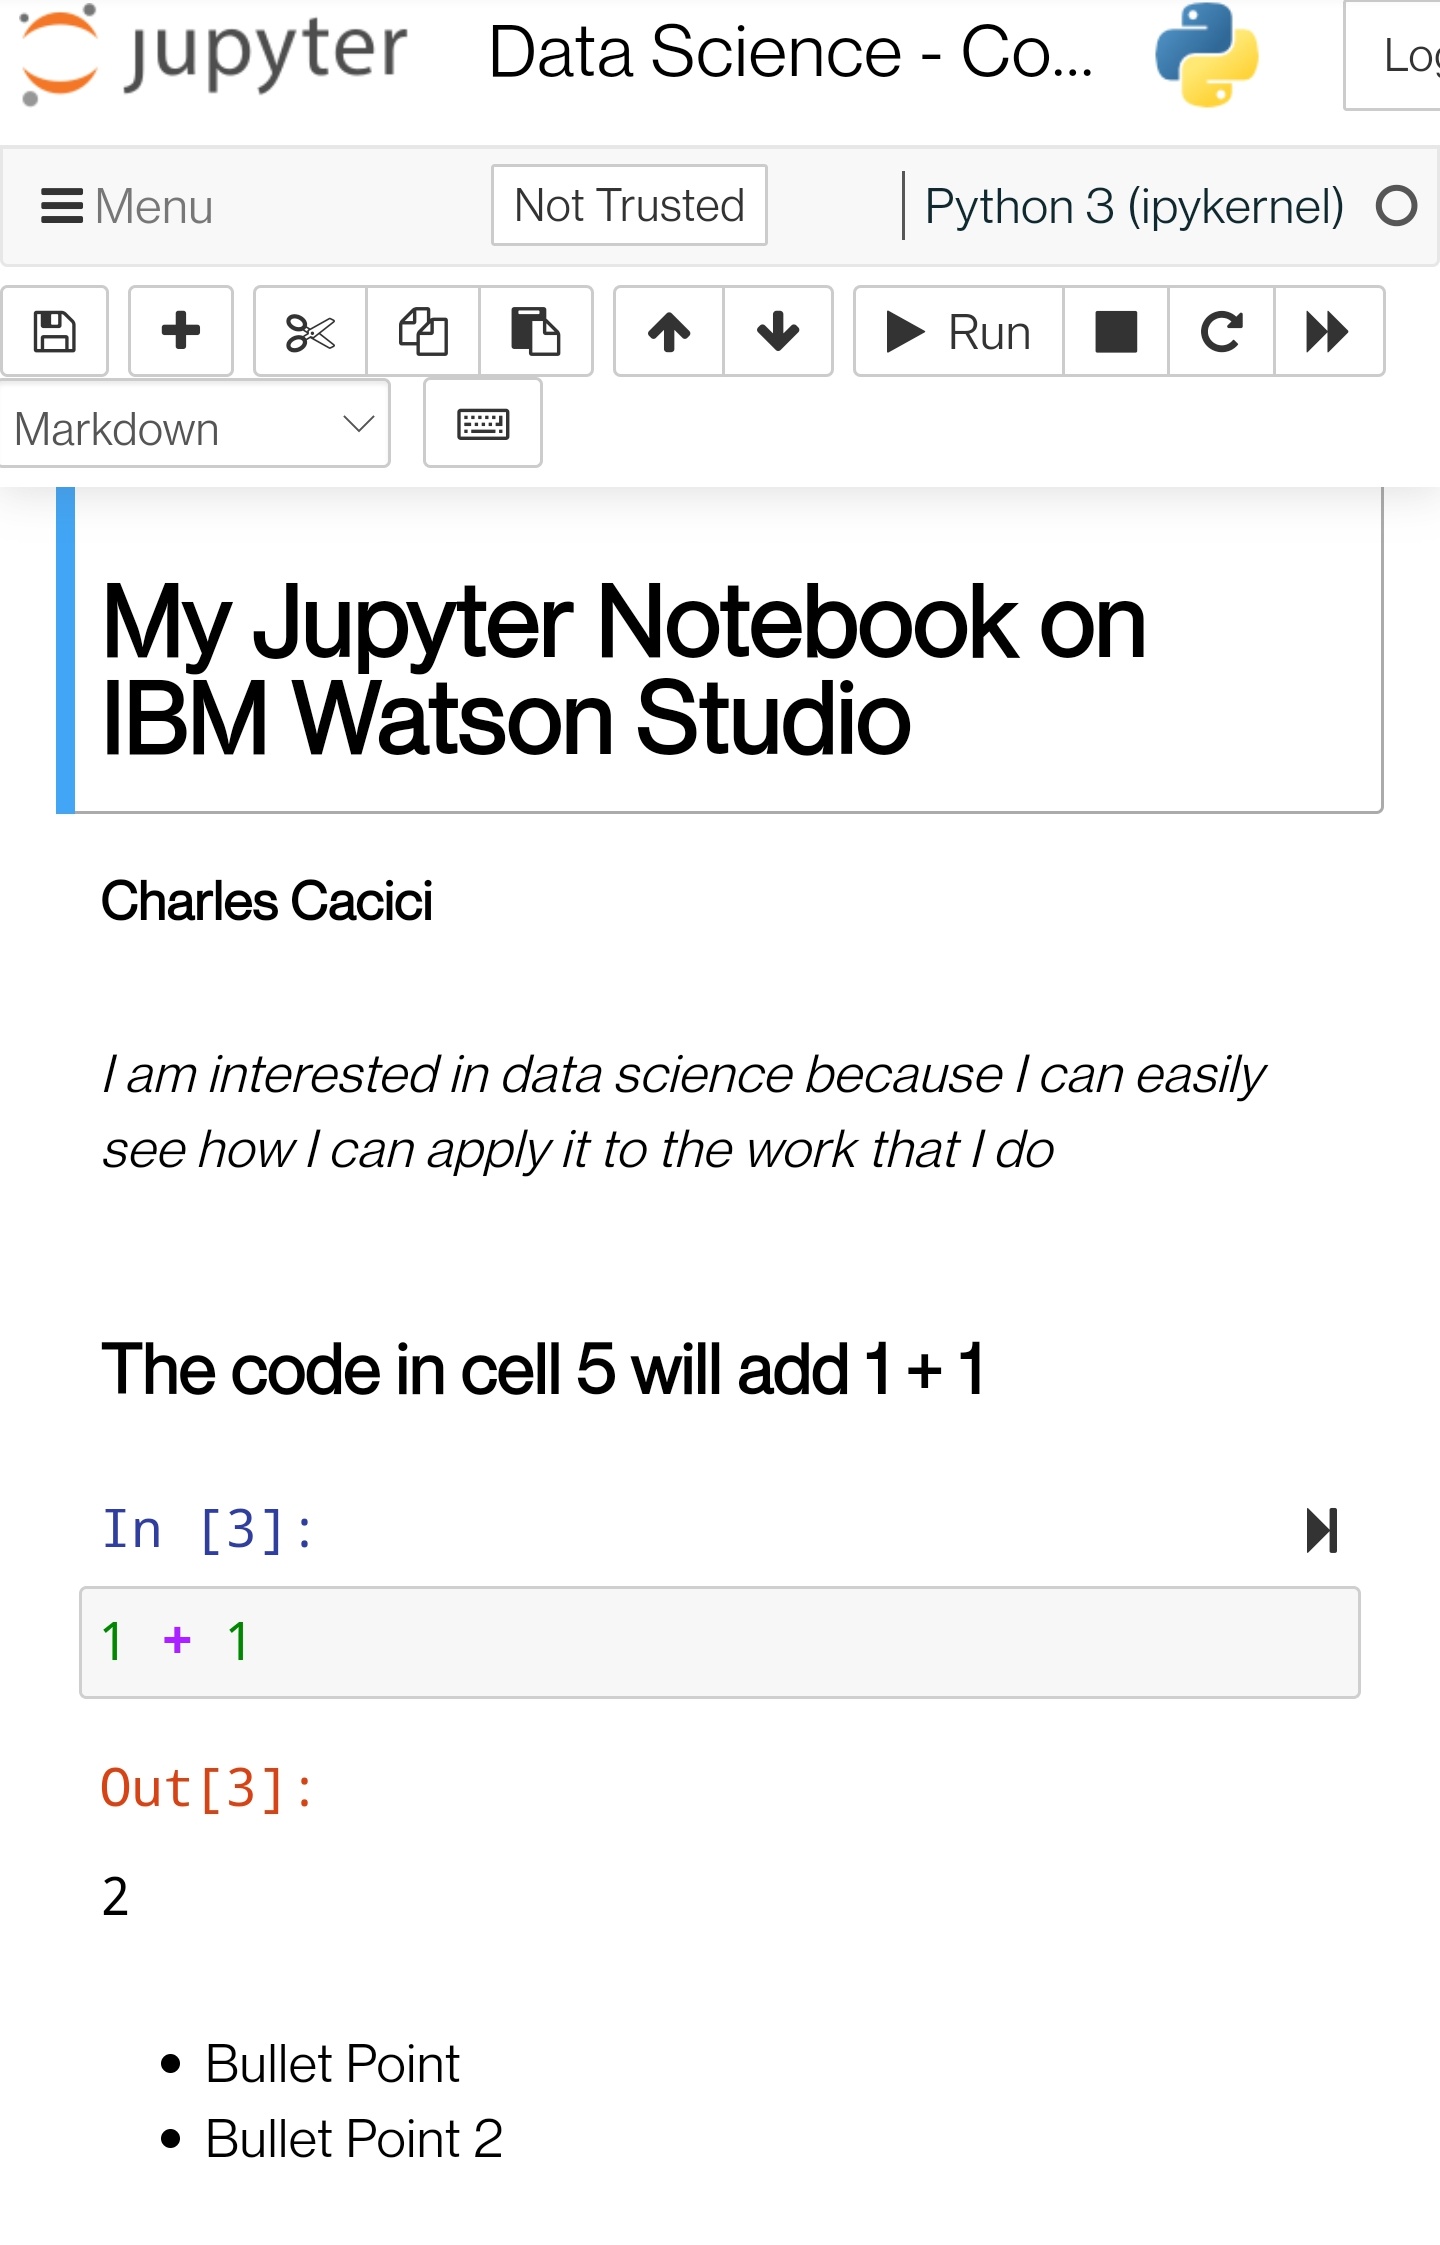 jupyter Data Science - Co... Log
Menu Not Trusted Python 3 (ipykernel)
Run
Markdown
My Jupyter Notebook on
IBM Watson Studio
Charles Cacici
I am interested in data science because I can easily
see how I can apply it to the work that I do
The code in cell 5 will add 1 + 1
In [3]:
1 + 1
Out[3]:
2
• Bullet Point
• Bullet Point 2